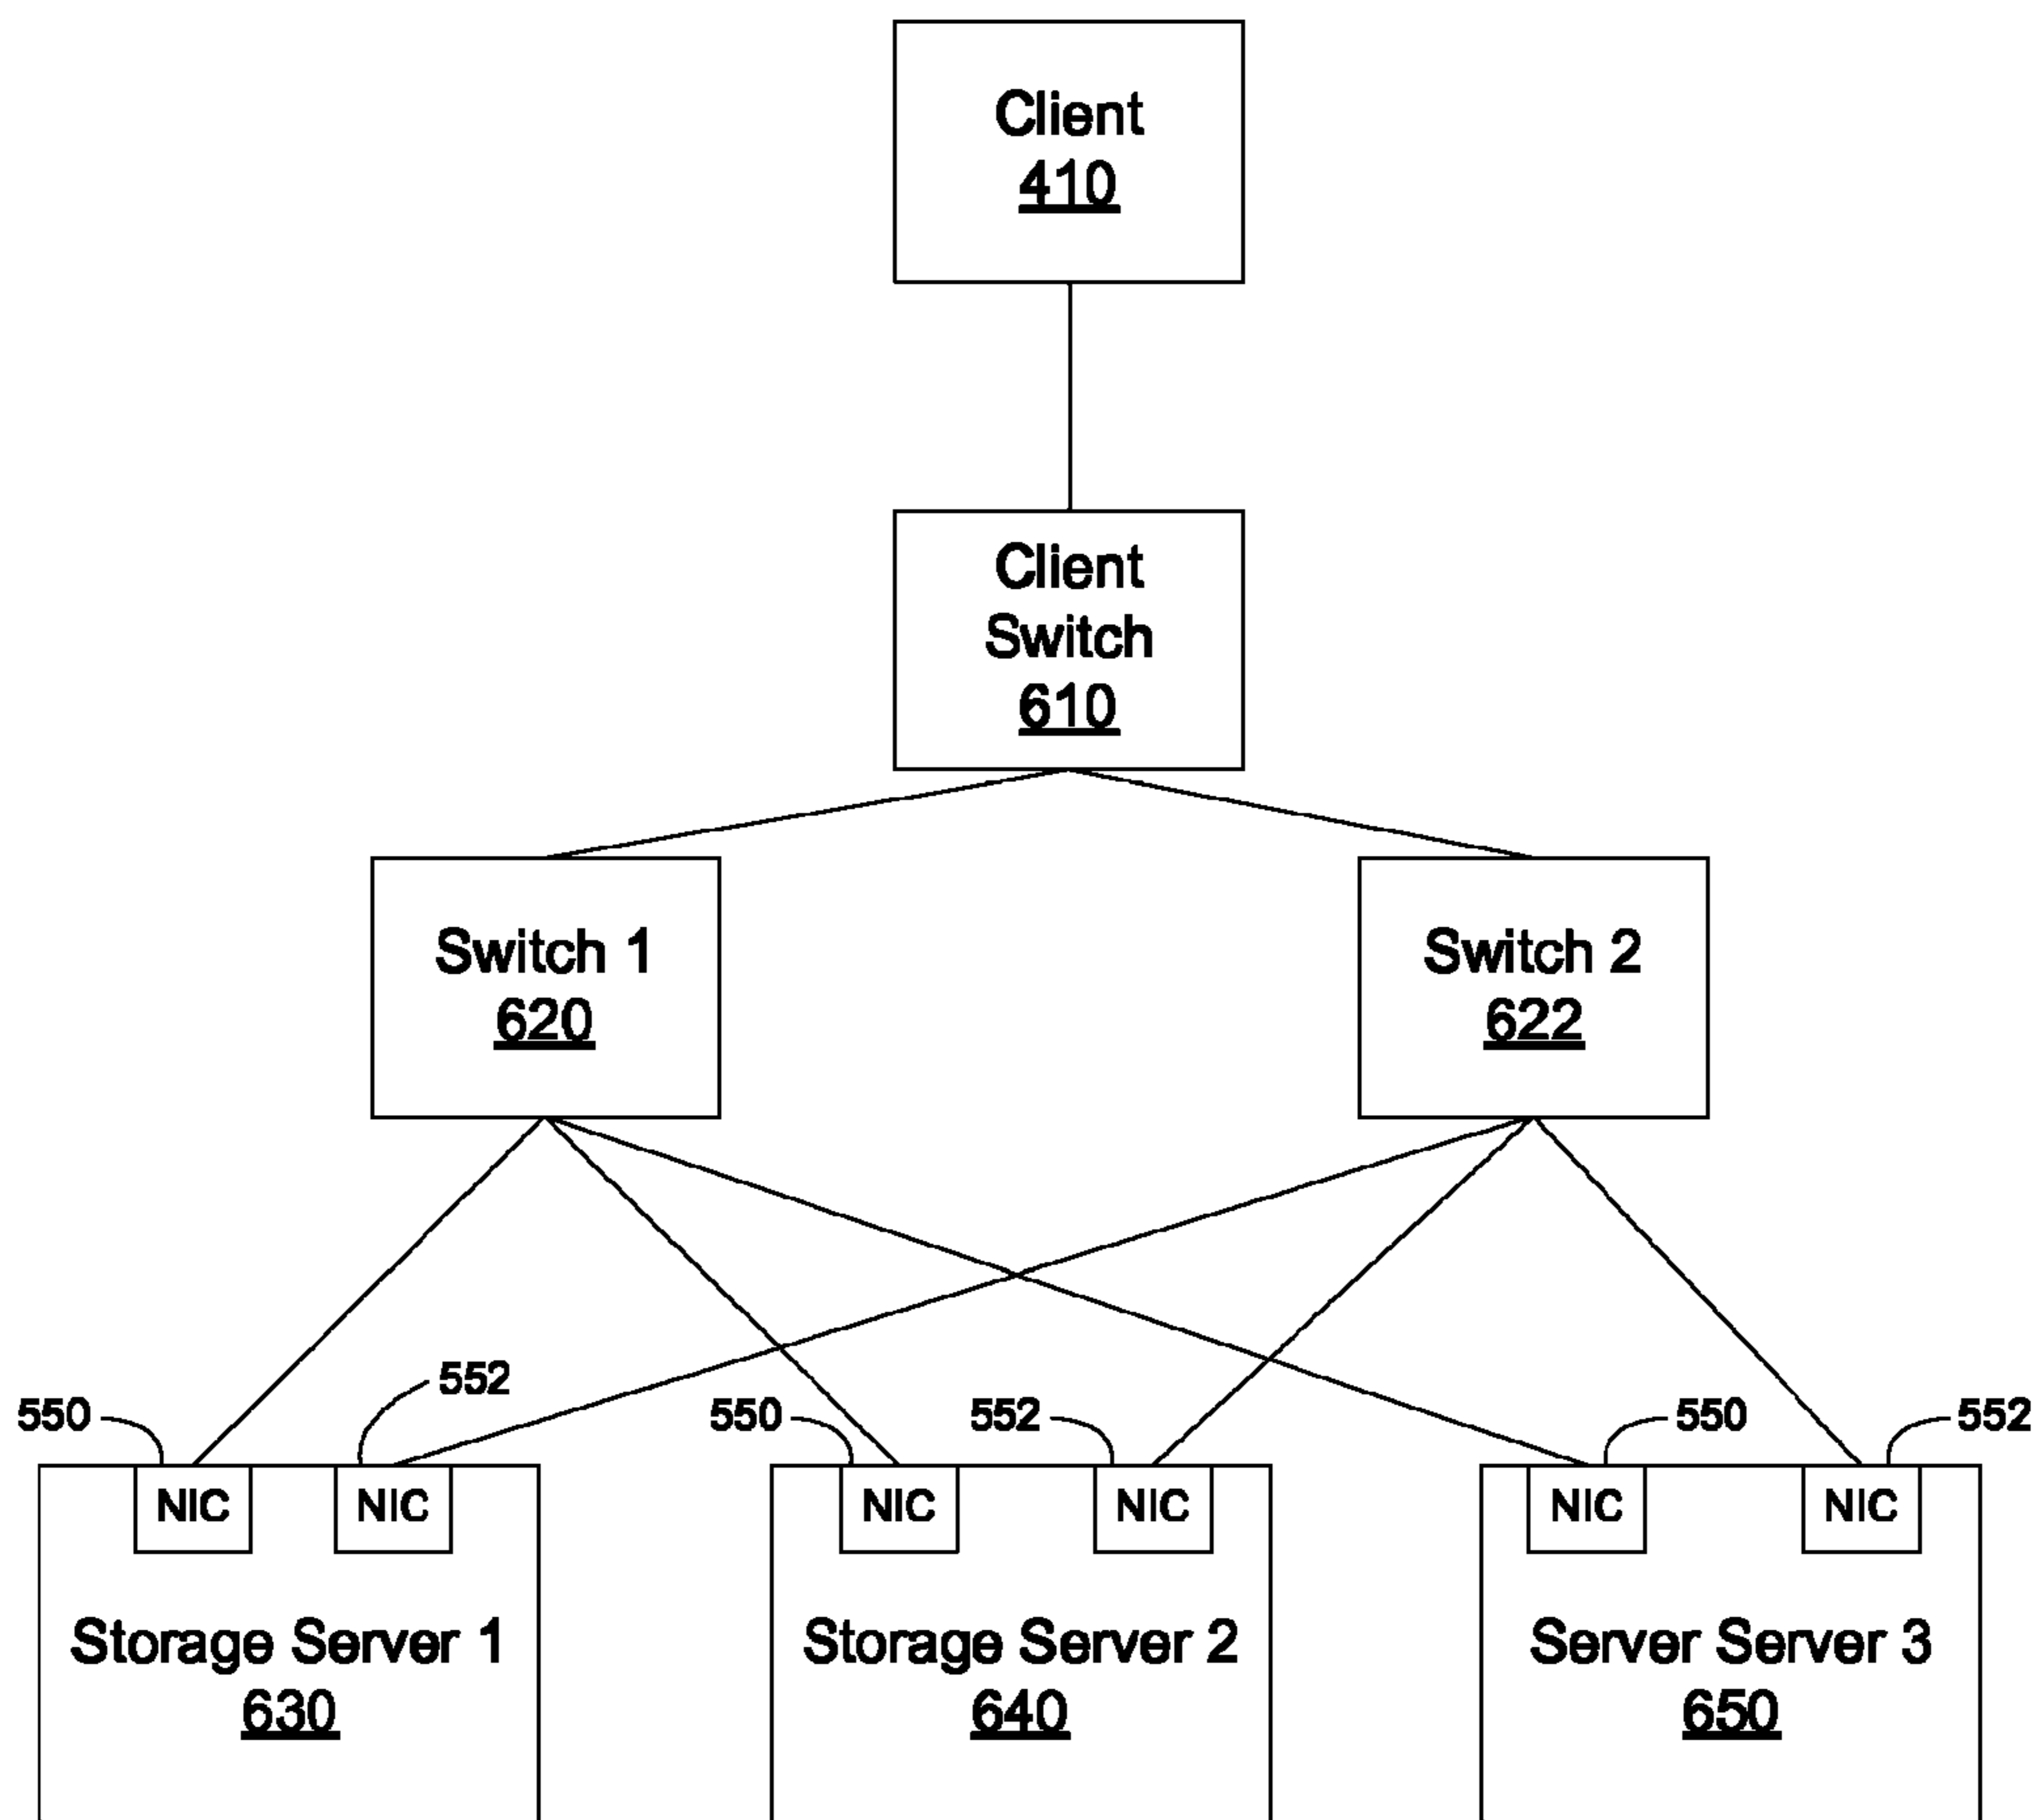 Client
410
Client
Switch
610
Switch 1
620
Switch 2
622
550
552
550
552
550
552
NIC
NIC
NIC
NIC
NIC
NIC
Storage Server 1
630
Storage Server 2
640
Server Server 3
650